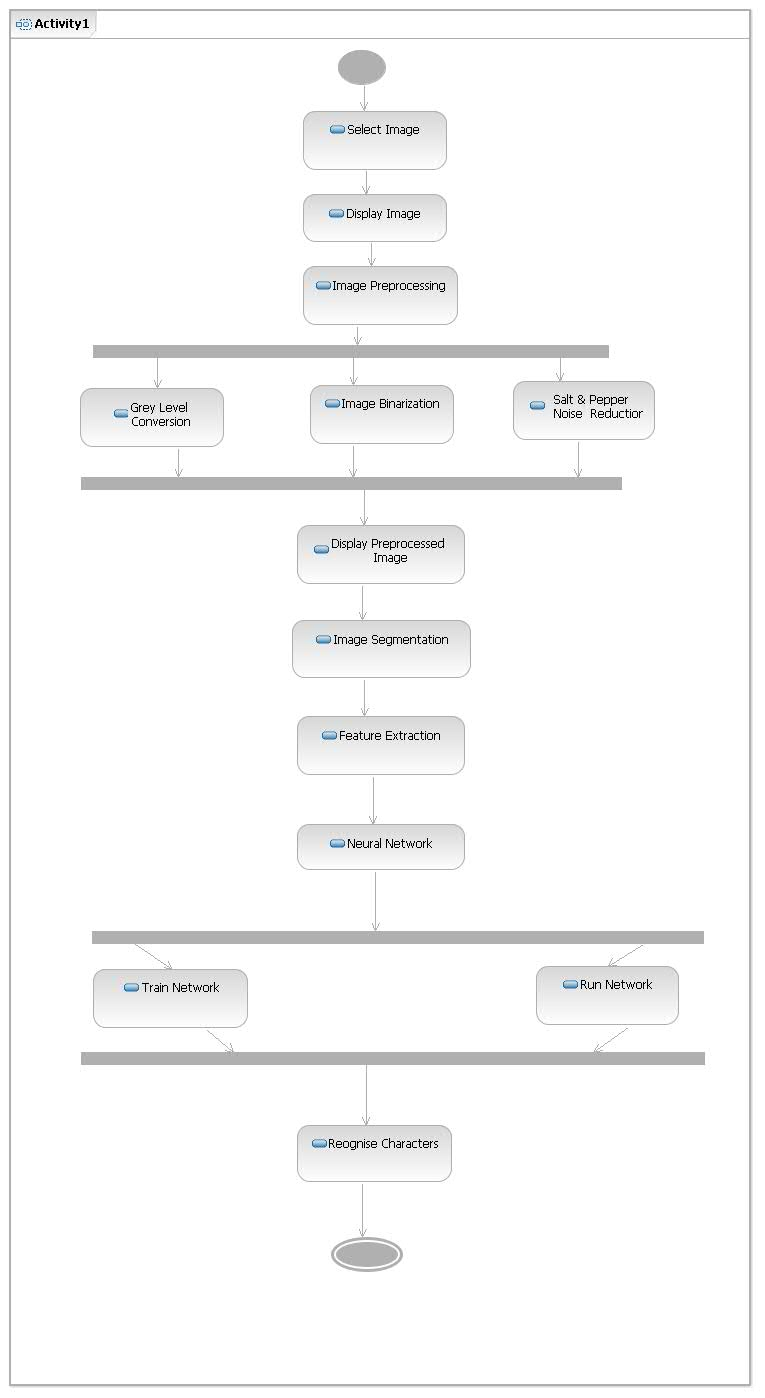 Activity1
Select Image
Display Image
Image Preprocessing
Grey Level
Conversion
Image Binarization
Salt & Pepper
Noise Reductior
Display Preprocessed
Image
Image Segmentation
Feature Extraction
Neural Network
Train Network
Run Network
Reognise Characters